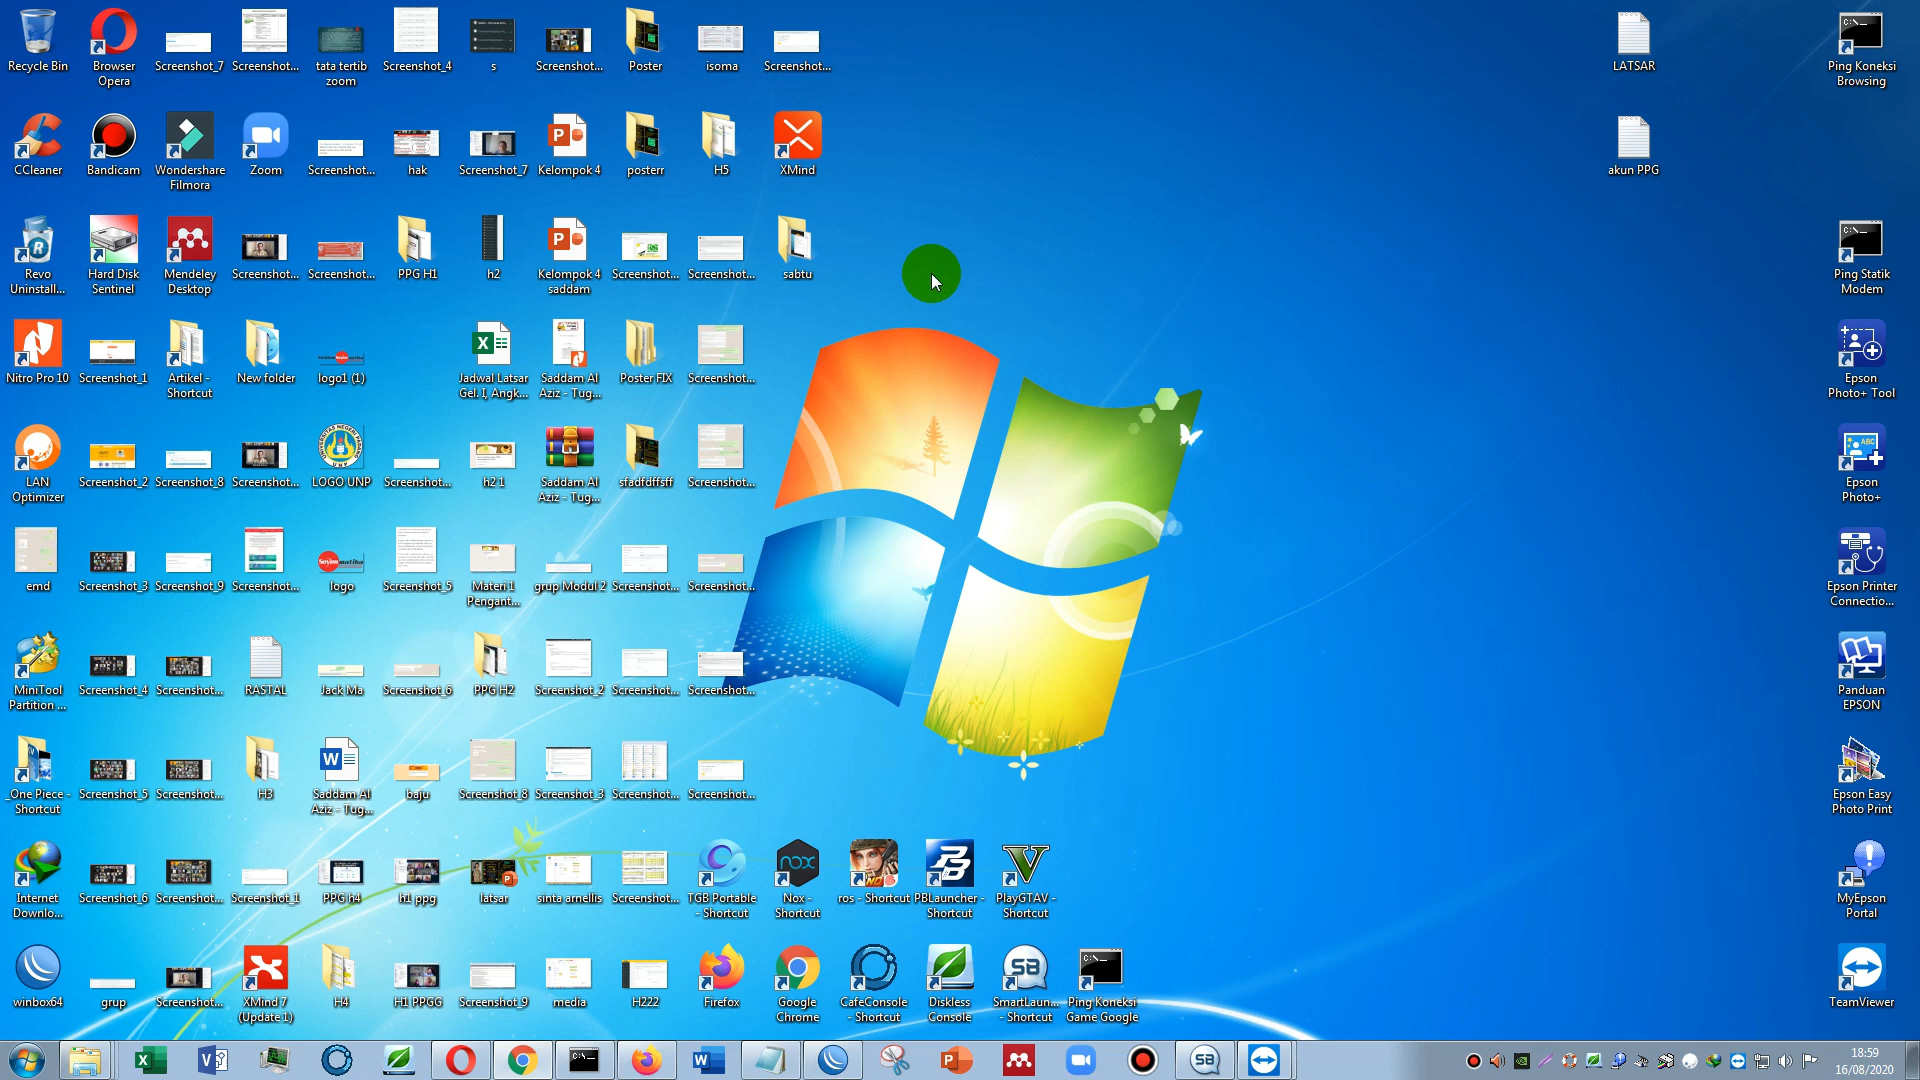 Recycle Bin
Browser
Opera
Screenshot_7
Screenshot...
tata tertib
zoom
Screenshot_4
s
Screenshot...
Poster
isoma
Screenshot...
LATSAR
Ping Koneksi
Browsing
CCleaner
Bandicam
Wondershare
Filmora
Zoom
Screenshot...
hak
Screenshot_7
Kelompok 4
posterr
H5
XMind
akun PPG
Revo
Uninstall...
Hard Disk
Sentinel
Mendeley
Desktop
Screenshot...
Screenshot...
PPG H1
h2
Kelompok 4
saddam
Screenshot...
Screenshot...
sabtu
Ping Statik
Modem
Nitro Pro 10
Screenshot_1
Artikel -
Shortcut
New folder
logo1 (1)
Jadwal Latsar
Gel. I, Angk...
Saddam Al
Aziz - Tug...
Poster FIX
Screenshot...
Epson
Photo+ Tool
LAN
Optimizer
Screenshot_2
Screenshot_8
Screenshot...
LOGO UNP
Screenshot...
h2 1
Saddam Al
Aziz - Tug...
sfadfdffsff
Screenshot...
Epson
Photo+
emd
Screenshot_3
Screenshot_9
Screenshot...
logo
Screenshot_5
Materi 1
Pengant...
grup Modul 2
Screenshot...
Screenshot...
Epson Printer
Connectio...
MiniTool
Partition ...
Screenshot_4
Screenshot...
RASTAL
Jack Ma
Screenshot_6
PPG H2
Screenshot_2
Screenshot...
Screenshot...
Panduan
EPSON
_One Piece -
Shortcut
Screenshot_5
Screenshot...
H3
Saddam Al
Aziz - Tug...
baju
Screenshot_8
Screenshot_3
Screenshot...
Screenshot...
Epson Easy
Photo Print
Internet
Downlo...
Screenshot_6
Screenshot...
Screenshot_1
PPG h4
h1 ppg
latsar
sinta arnellis
Screenshot...
TGB Portable
- Shortcut
Nox -
Shortcut
ros - Shortcut
PBLauncher -
Shortcut
PlayGTAV -
Shortcut
MyEpson
Portal
winbox64
grup
Screenshot...
XMind 7
(Update 1)
H4
H1 PPGG
Screenshot_9
media
H222
Firefox
Google
Chrome
CafeConsole
- Shortcut
Diskless
Console
SmartLaun...
- Shortcut
Ping Koneksi
Game Google
TeamViewer
18:59
16/08/2020